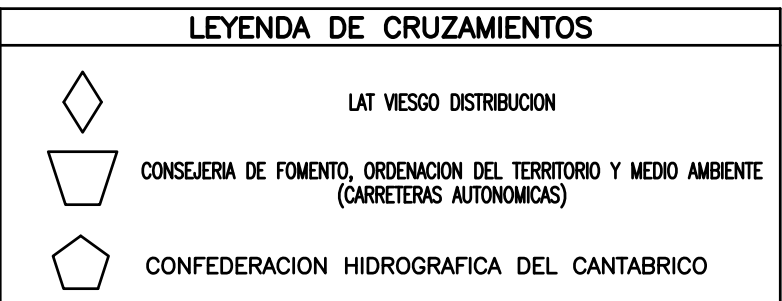 LEYENDA DE CRUZAMIENTOS
LAT VIESGO DISTRIBUCION
CONSEJERIA DE FOMENTO, ORDENACION DEL TERRITORIO Y MEDIO AMBIENTE
(CARRETERAS AUTONOMICAS)
CONFEDERACION HIDROGRAFICA DEL CANTABRICO